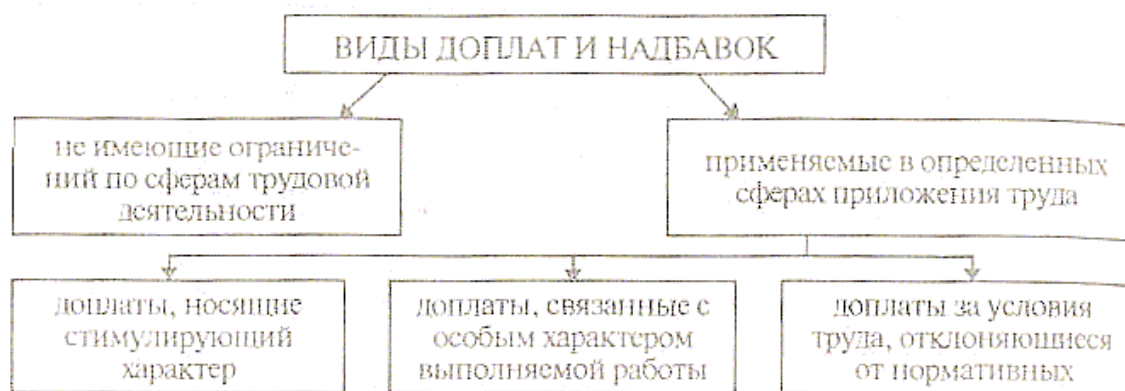 ВИДЫ ДОПЛАТ И НАДБАВОК
не имеющие ограниче-
ний по сферам трудовой
деятельности
применяемые в определенных
сферах приложения труда
доплаты, носящие
стимулирующий
характер
доплаты, связанные с
особым характером
выполняемой работы
доплаты за условия
труда, отклоняющиеся
от нормативных